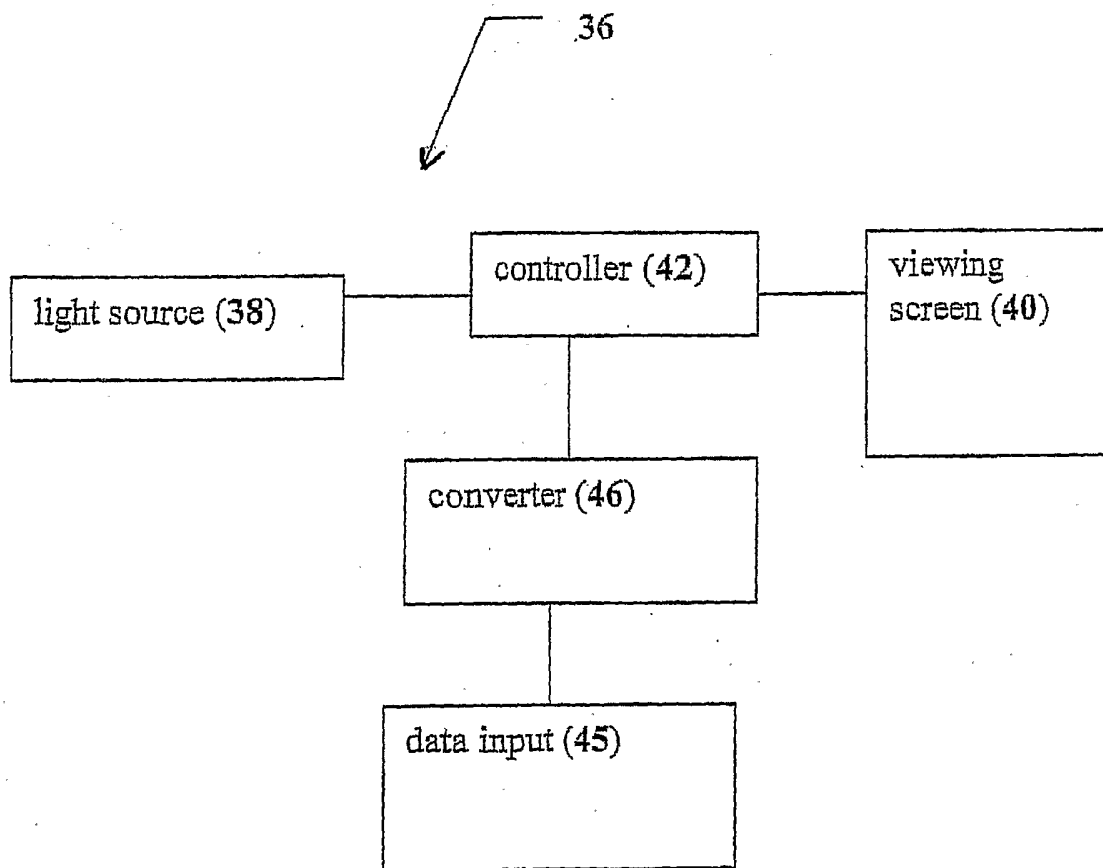 36
controller (42)
viewing
screen (40)
light source (38)
converter (46)
data input (45)